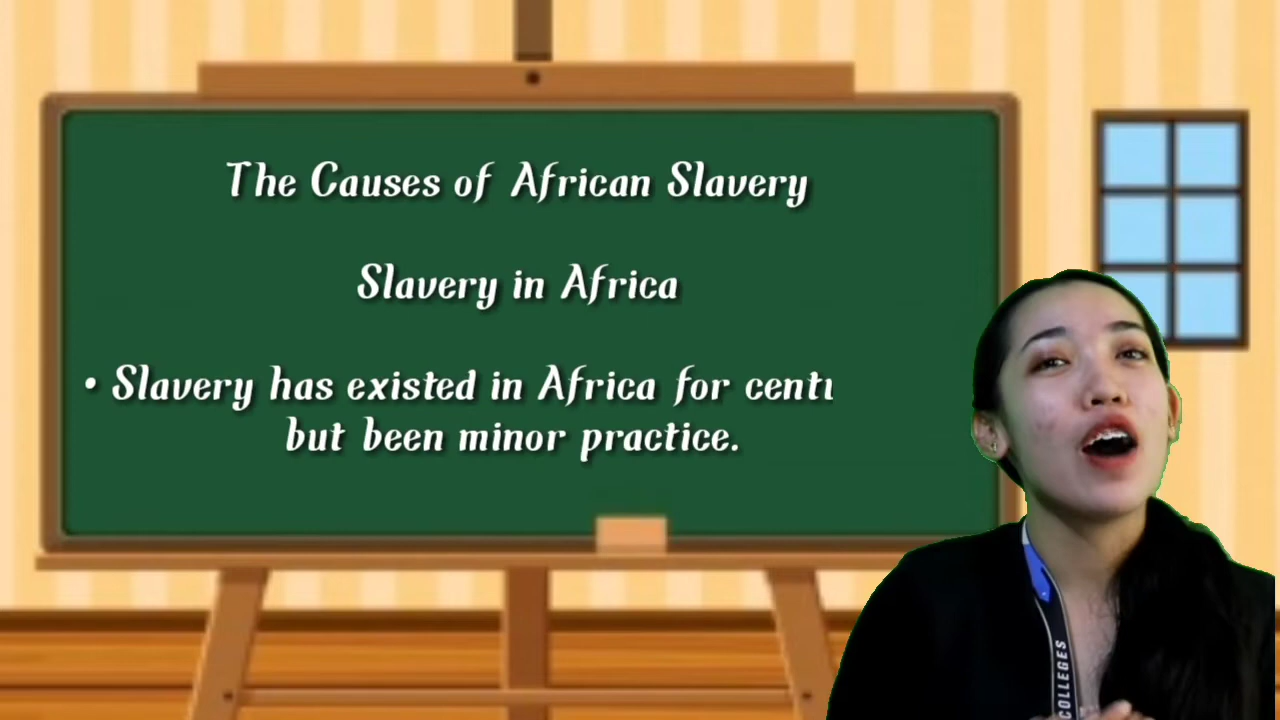 The Causes of African Slavery
Slavery in Africa
• Slavery has existed in Africa for
but been minor practice.
COLLEGES